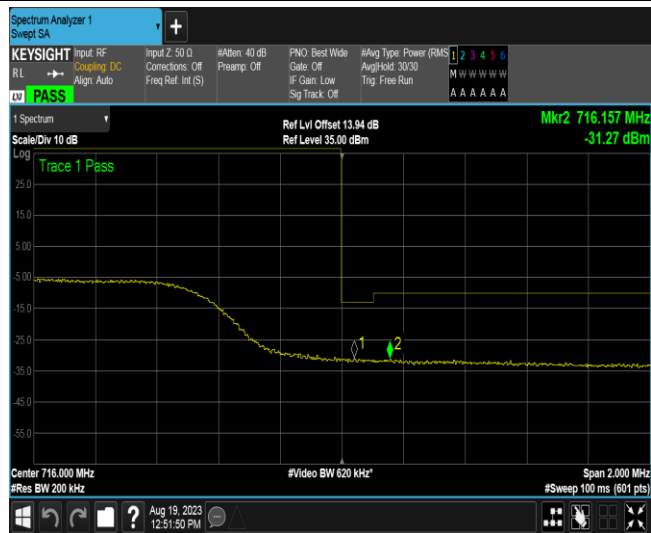 Spectrum Analyzer 1
Swept SA
+
KEYSIGHT
RL
LXI
PASS
Input: RF
Coupling: DC
Align: Auto
Input Z: 50 Ω
Corrections: Off
Freq Ref: Int (S)
#Atten: 40 dB
Preamp: Off
PNO: Best Wide
Gate: Off
IF Gain: Low
Sig Track: Off
#Avg Type: Power (RMS
Avg|Hold: 30/30
Trig: Free Run
1 2 3 4 5 6
M W W W W W
A A A A A A
1 Spectrum
Scale/Div 10 dB
Ref Lvl Offset 13.94 dB
Ref Level 35.00 dBm
Mkr2 716.157 MHz
-31.27 dBm
Log
Trace 1 Pass
25.0
15.0
5.00
-5.00
-15.0
-25.0
-35.0
-45.0
-55.0
1
2
Center 716.000 MHz
#Res BW 200 kHz
#Video BW 620 kHz*
Span 2.000 MHz
#Sweep 100 ms (601 pts)
?
Aug 19, 2023
12:51:50 PM